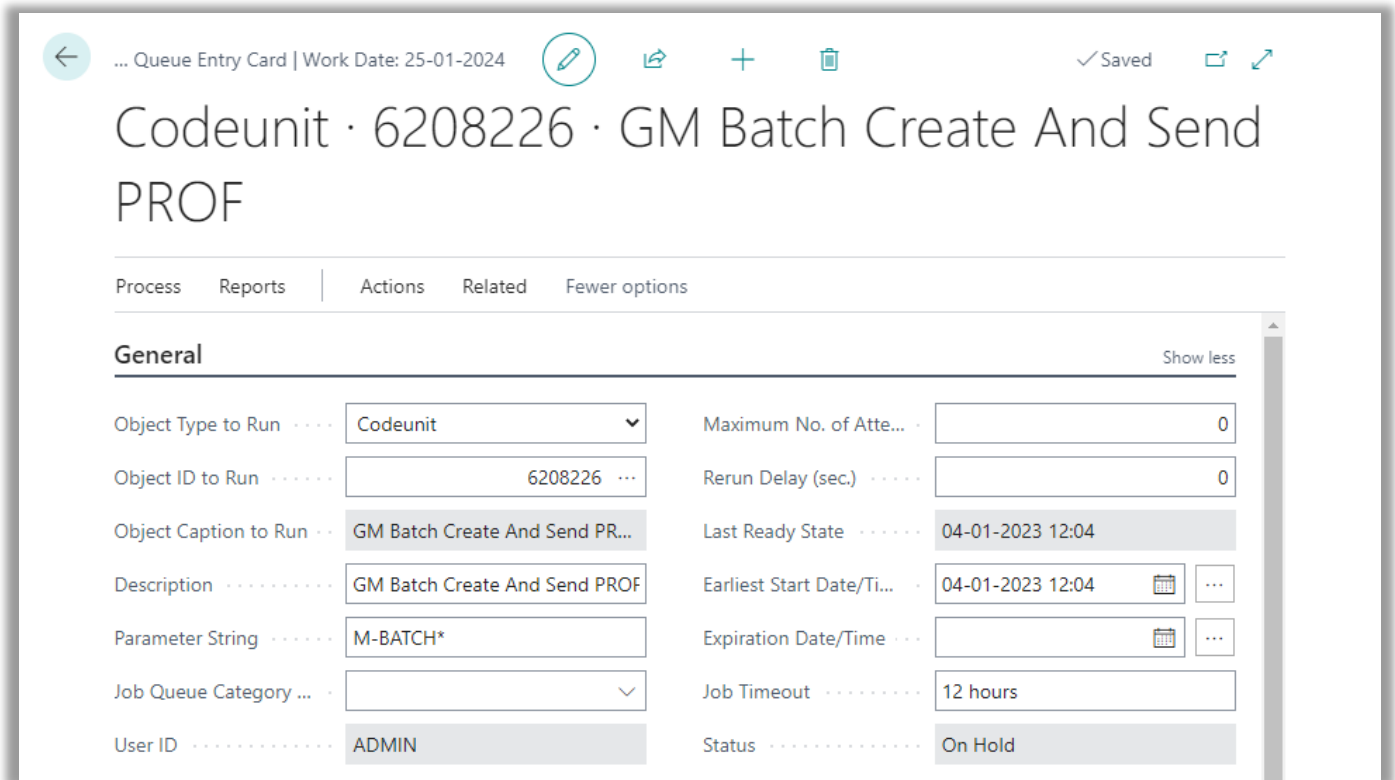 ... Queue Entry Card | Work Date: 25-01-2024
Saved
Codeunit · 6208226 · GM Batch Create And Send
PROF
Process Reports Actions Related Fewer options
General Show less
Object Type to Run Codeunit Maximum No. of Atte... 0
Object ID to Run 6208226 ... Rerun Delay (sec.) 0
Object Caption to Run GM Batch Create And Send PR... Last Ready State 04-01-2023 12:04
Description GM Batch Create And Send PROF Earliest Start Date/Ti... 04-01-2023 12:04 ...
Parameter String M-BATCH* Expiration Date/Time ...
Job Queue Category ... Job Timeout 12 hours
User ID ADMIN Status On Hold